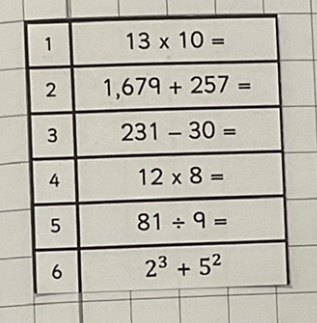 1 13 × 10 =
2 1,679 + 257 =
3 231 − 30 =
4 12 × 8 =
5 81 ÷ 9 =
6 2³ + 5²